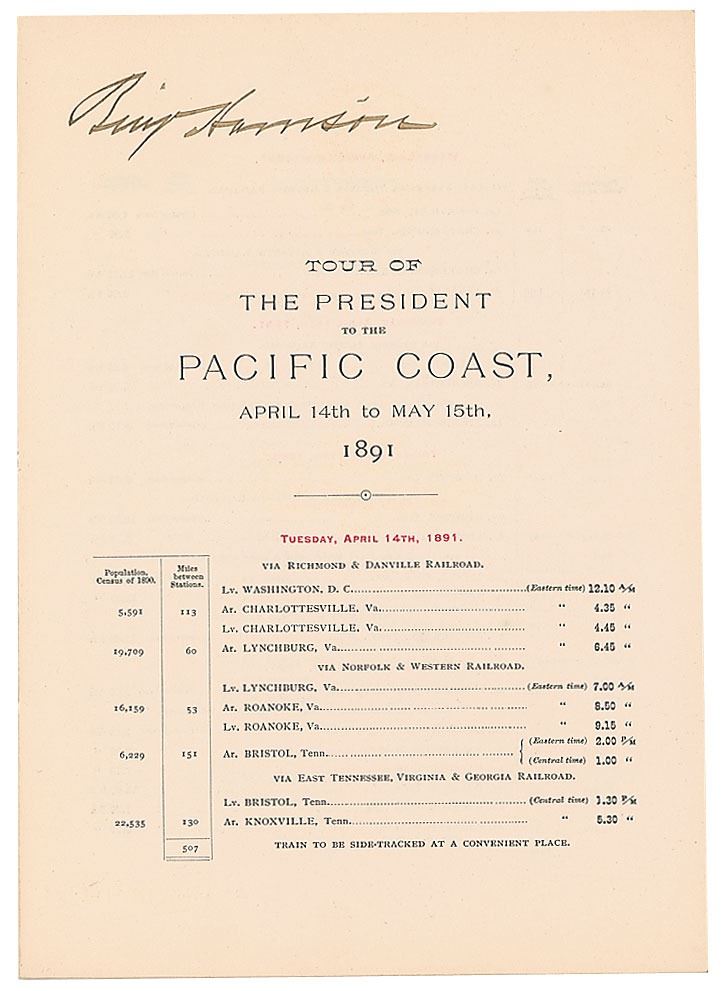 Benj Harrison
TOUR OF
THE PRESIDENT
TO THE
PACIFIC COAST,
APRIL 14th to MAY 15th,
1891
TUESDAY, APRIL 14TH, 1891.
Population, Census of 1890. Miles between Stations.
VIA RICHMOND & DANVILLE RAILROAD.
Lv. WASHINGTON, D. C. (Eastern time) 12.10 A/M
5,591 113 Ar. CHARLOTTESVILLE, Va. " 4.35 "
Lv. CHARLOTTESVILLE, Va. " 4.45 "
19,709 60 Ar. LYNCHBURG, Va. " 6.45 "
VIA NORFOLK & WESTERN RAILROAD.
Lv. LYNCHBURG, Va. (Eastern time) 7.00 A/M
16,159 53 Ar. ROANOKE, Va. " 8.50 "
Lv. ROANOKE, Va. " 9.15 "
6,229 151 Ar. BRISTOL, Tenn. { (Eastern time) 2.00 P/M
(Central time) 1.00 "
VIA EAST TENNESSEE, VIRGINIA & GEORGIA RAILROAD.
Lv. BRISTOL, Tenn. (Central time) 1.30 P/M
22,535 130 Ar. KNOXVILLE, Tenn. " 5.30 "
507 TRAIN TO BE SIDE-TRACKED AT A CONVENIENT PLACE.